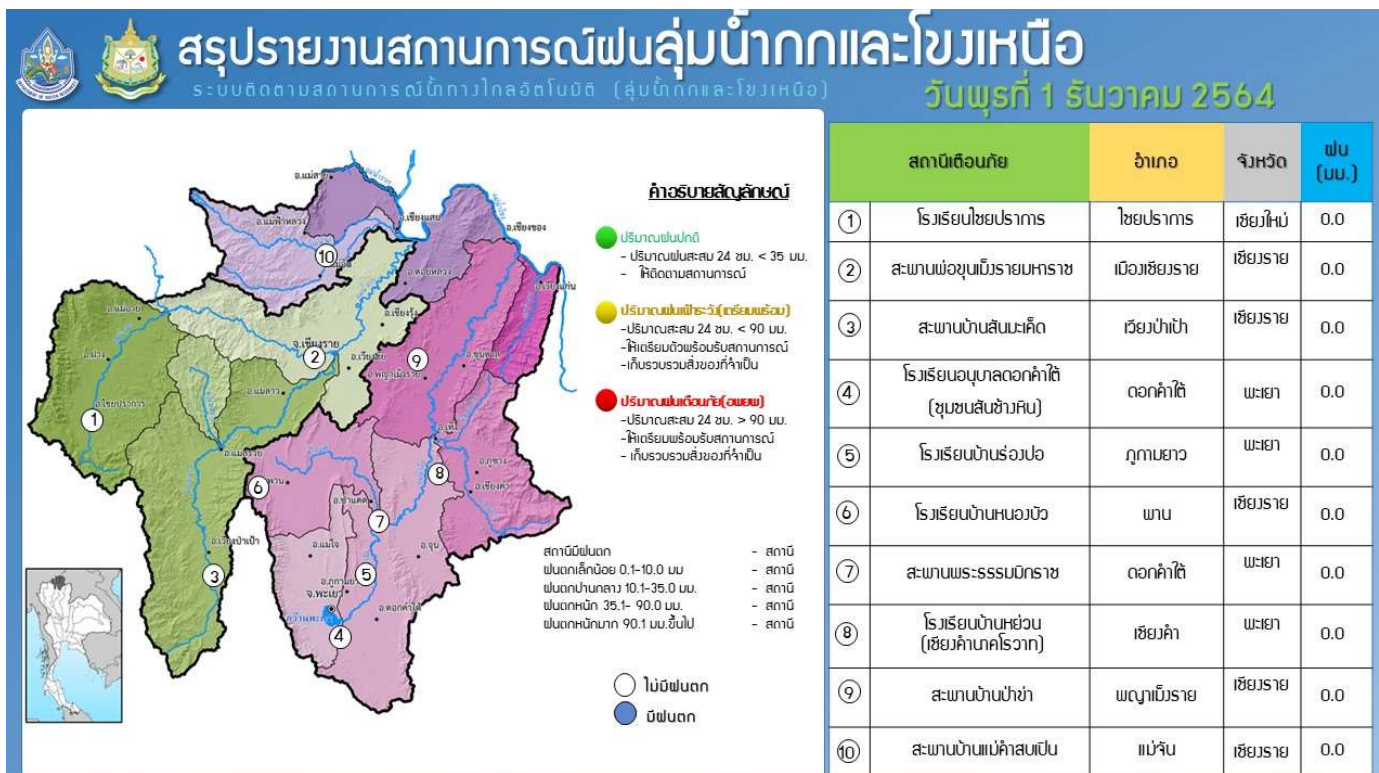 สรุปรายงานสถานการณ์ฝนลุ่มน้ำกกและโขงเหนือ
ระบบติดตามสถานการณ์น้ำทางไกลอัตโนมัติ (ลุ่มน้ำกกและโขงเหนือ)
วันพุธที่ 1 ธันวาคม 2564
คำอธิบายสัญลักษณ์
ปริมาณฝนปกติ
- ปริมาณฝนสะสม 24 ชม. < 35 มม.
- ให้ติดตามสถานการณ์
ปริมาณฝนเฝ้าระวัง(เตรียมพร้อม)
-ปริมาณสะสม 24 ชม. < 90 มม.
-ให้เตรียมตัวพร้อมรับสถานการณ์
-เก็บรวบรวมสิ่งของที่จำเป็น
ปริมาณฝนเตือนภัย(อพยพ)
-ปริมาณสะสม 24 ชม. > 90 มม.
-ให้เตรียมพร้อมรับสถานการณ์
- เก็บรวบรวมสิ่งของที่จำเป็น
สถานีมีฝนตก - สถานี
ฝนตกเล็กน้อย 0.1-10.0 มม - สถานี
ฝนตกปานกลาง 10.1-35.0 มม. - สถานี
ฝนตกหนัก 35.1- 90.0 มม. - สถานี
ฝนตกหนักมาก 90.1 มม.ขึ้นไป - สถานี
ไม่มีฝนตก
มีฝนตก
อ.แม่สาย
อ.แม่ฟ้าหลวง
อ.เชียงแสน
อ.เชียงของ
10
อ.ดอยหลวง
อ.เวียงแก่น
อ.แม่อาย
อ.เชียงรุ้ง
อ.ฝาง
จ.เชียงราย
2
9
อ.พญาเม็งราย
อ.แม่ลาว
อ.ไชยปราการ
1
อ.เทิง
อ.แม่สรวย
อ.ภูซาง
8
อ.เชียงคำ
6
7
อ.เวียงป่าเป้า
3
อ.แม่ใจ
อ.จุน
5
จ.พะเยา
อ.ดอกคำใต้
4
สถานีเตือนภัย อำเภอ จังหวัด ฝน (มม.)
1 โรงเรียนไชยปราการ ไชยปราการ เชียงใหม่ 0.0
2 สะพานพ่อขุนเม็งรายมหาราช เมืองเชียงราย เชียงราย 0.0
3 สะพานบ้านสันมะเค็ด เวียงป่าเป้า เชียงราย 0.0
4 โรงเรียนอนุบาลดอกคำใต้ (ชุมชนสันช้างหิน) ดอกคำใต้ พะเยา 0.0
5 โรงเรียนบ้านร่องปอ ภูกามยาว พะเยา 0.0
6 โรงเรียนบ้านหนองบัว พาน เชียงราย 0.0
7 สะพานพระธรรมมิกราช ดอกคำใต้ พะเยา 0.0
8 โรงเรียนบ้านหย่วน (เชียงคำนาคโรวาท) เชียงคำ พะเยา 0.0
9 สะพานบ้านป่าข่า พญาเม็งราย เชียงราย 0.0
10 สะพานบ้านแม่คำสบเปิน แม่จัน เชียงราย 0.0